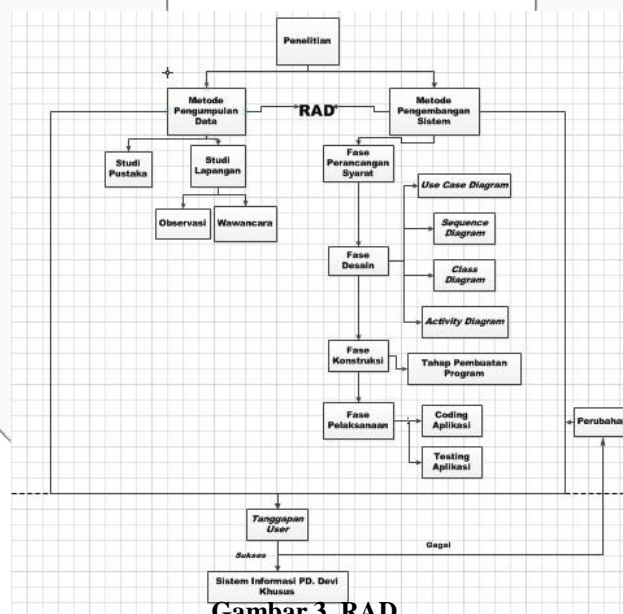 Penelitian
Metode
Pengumpulan
Data
RAD
Metode
Pengembangan
Sistem
Studi
Pustaka
Studi
Lapangan
Observasi
Wawancara
Fase
Perancangan
Syarat
Use Case Diagram
Sequence
Diagram
Fase
Desain
Class
Diagram
Activity Diagram
Fase
Konstruksi
Tahap Pembuatan
Program
Fase
Pelaksanaan
Coding
Aplikasi
Testing
Aplikasi
Perubahan
Tanggapan
User
Sukses
Gagal
Sistem Informasi PD. Devi
Khusus
Gambar 3. RAD